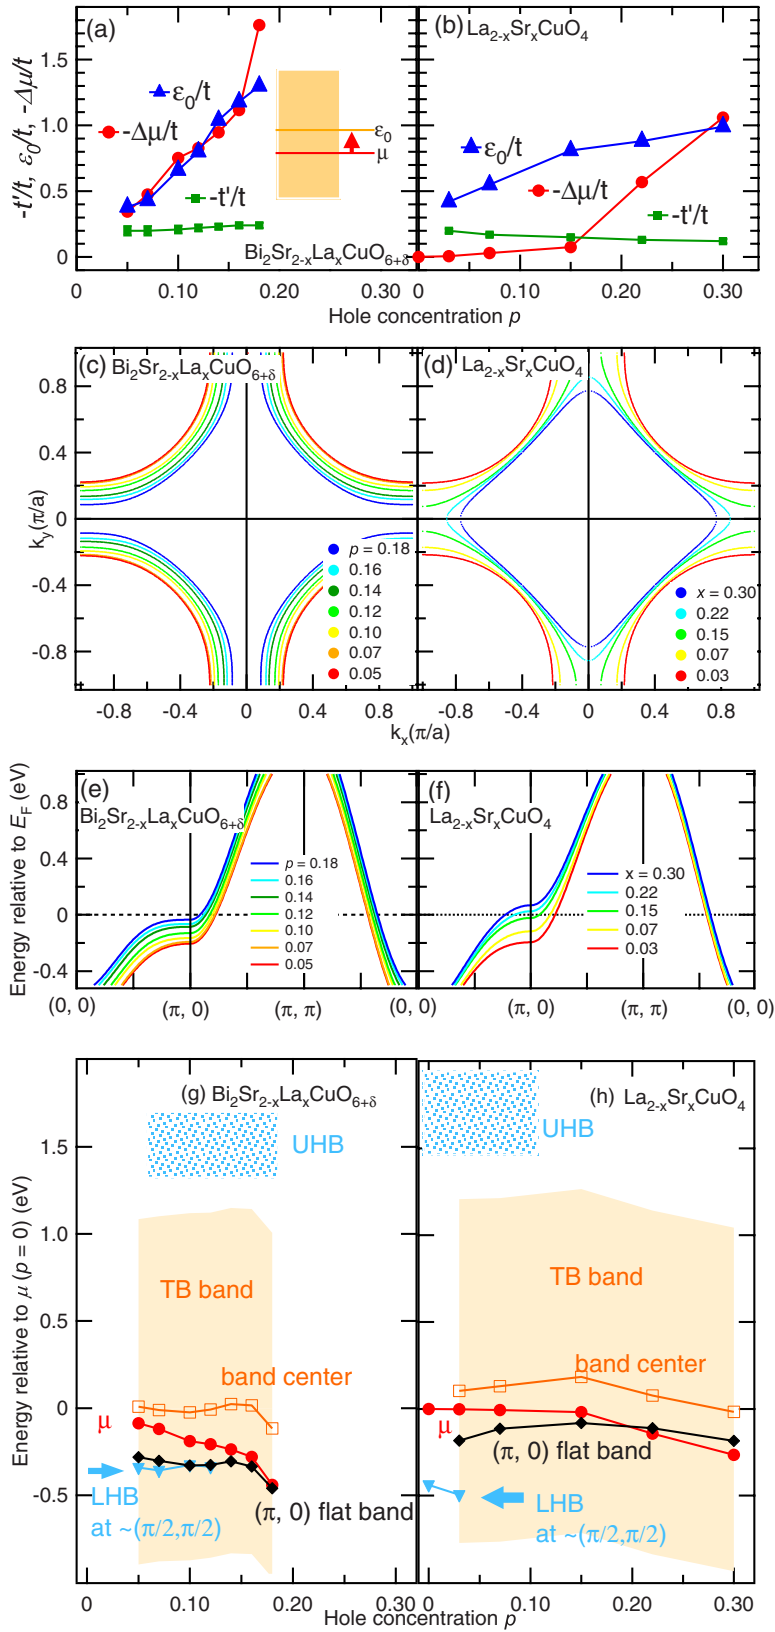 (a)
ε0/t
-Δμ/t
-t'/t
ε0
μ
Bi2Sr2-xLaxCuO6+δ
-t'/t, ε0/t, -Δμ/t
1.5
1.0
0.5
0
0
0.10
0.20
0.30
(b) La2-xSrxCuO4
ε0/t
-Δμ/t
-t'/t
0
0.10
0.20
0.30
Hole concentration p
(c) Bi2Sr2-xLaxCuO6+δ
ky(π/a)
0.8
0.4
0
-0.4
-0.8
p = 0.18
0.16
0.14
0.12
0.10
0.07
0.05
-0.8
-0.4
0
0.4
0.8
(d) La2-xSrxCuO4
x = 0.30
0.22
0.15
0.07
0.03
-0.8
-0.4
0
0.4
0.8
kx(π/a)
(e)
Bi2Sr2-xLaxCuO6+δ
Energy relative to EF (eV)
0.8
0.4
0
-0.4
p = 0.18
0.16
0.14
0.12
0.10
0.07
0.05
(0, 0)
(π, 0)
(π, π)
(0, 0)
(f)
La2-xSrxCuO4
x = 0.30
0.22
0.15
0.07
0.03
(π, 0)
(π, π)
(0, 0)
(g) Bi2Sr2-xLaxCuO6+δ
UHB
TB band
band center
μ
LHB
at ~(π/2,π/2)
(π, 0) flat band
Energy relative to μ (p = 0) (eV)
1.5
1.0
0.5
0
-0.5
0
0.10
0.20
0.30
(h) La2-xSrxCuO4
UHB
TB band
band center
μ
(π, 0) flat band
LHB
at ~(π/2,π/2)
0
0.10
0.20
0.30
Hole concentration p